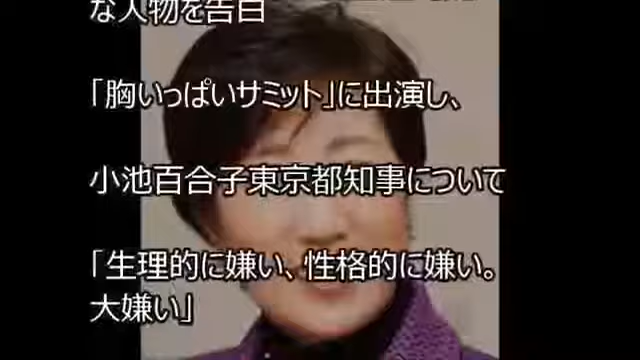 な人物を告白
「胸いっぱいサミット」に出演し、
小池百合子東京都知事について
「生理的に嫌い、性格的に嫌い。
大嫌い」